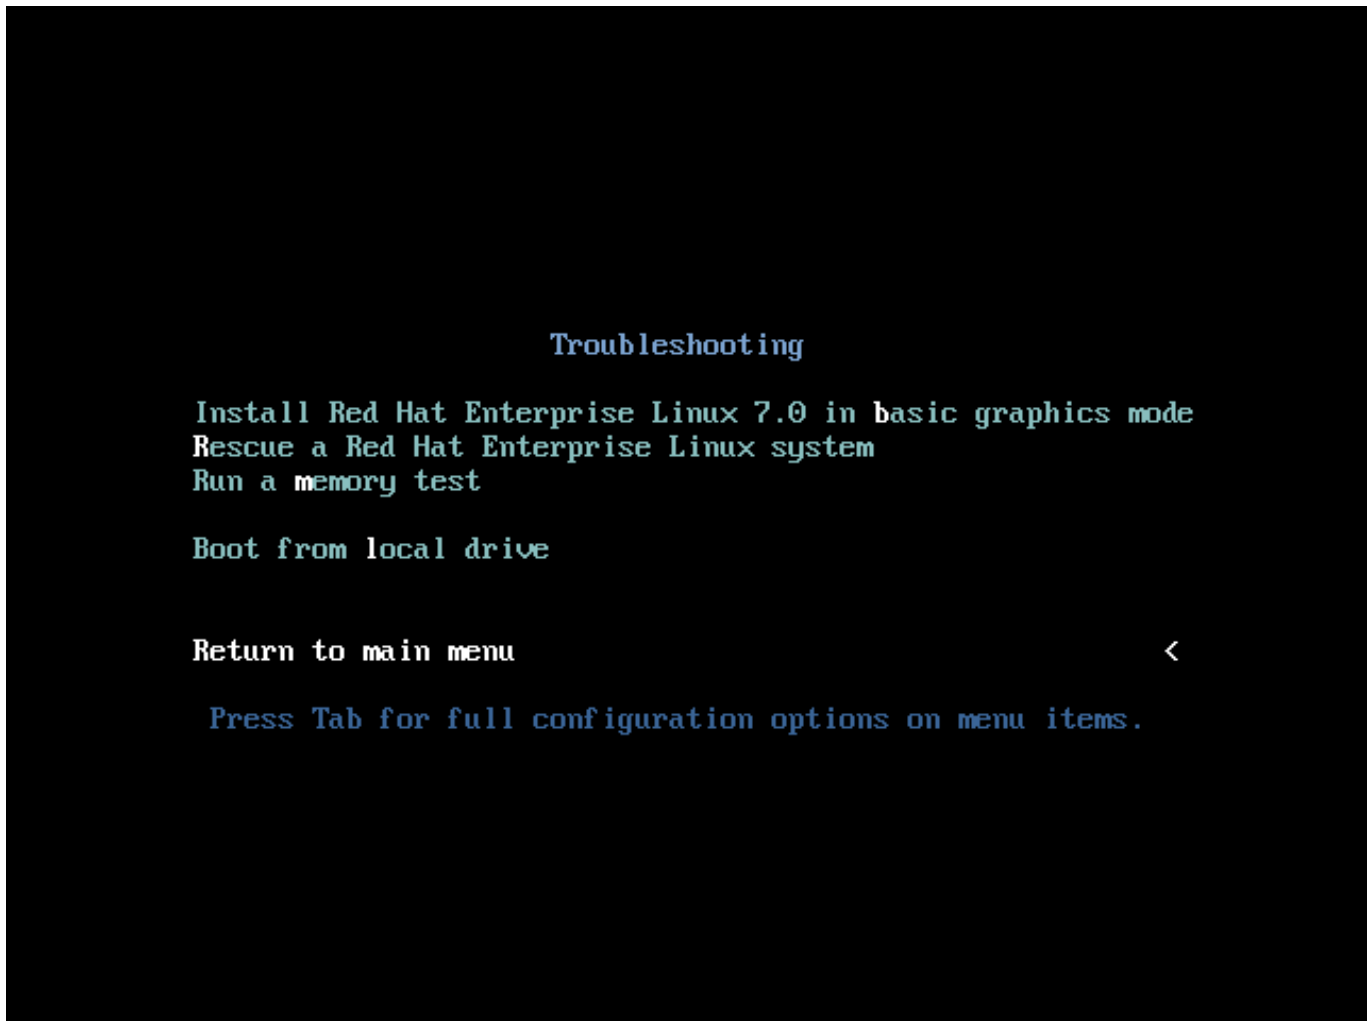 Troubleshooting
Install Red Hat Enterprise Linux 7.0 in basic graphics mode
Rescue a Red Hat Enterprise Linux system
Run a memory test
Boot from local drive
Return to main menu <
Press Tab for full configuration options on menu items.